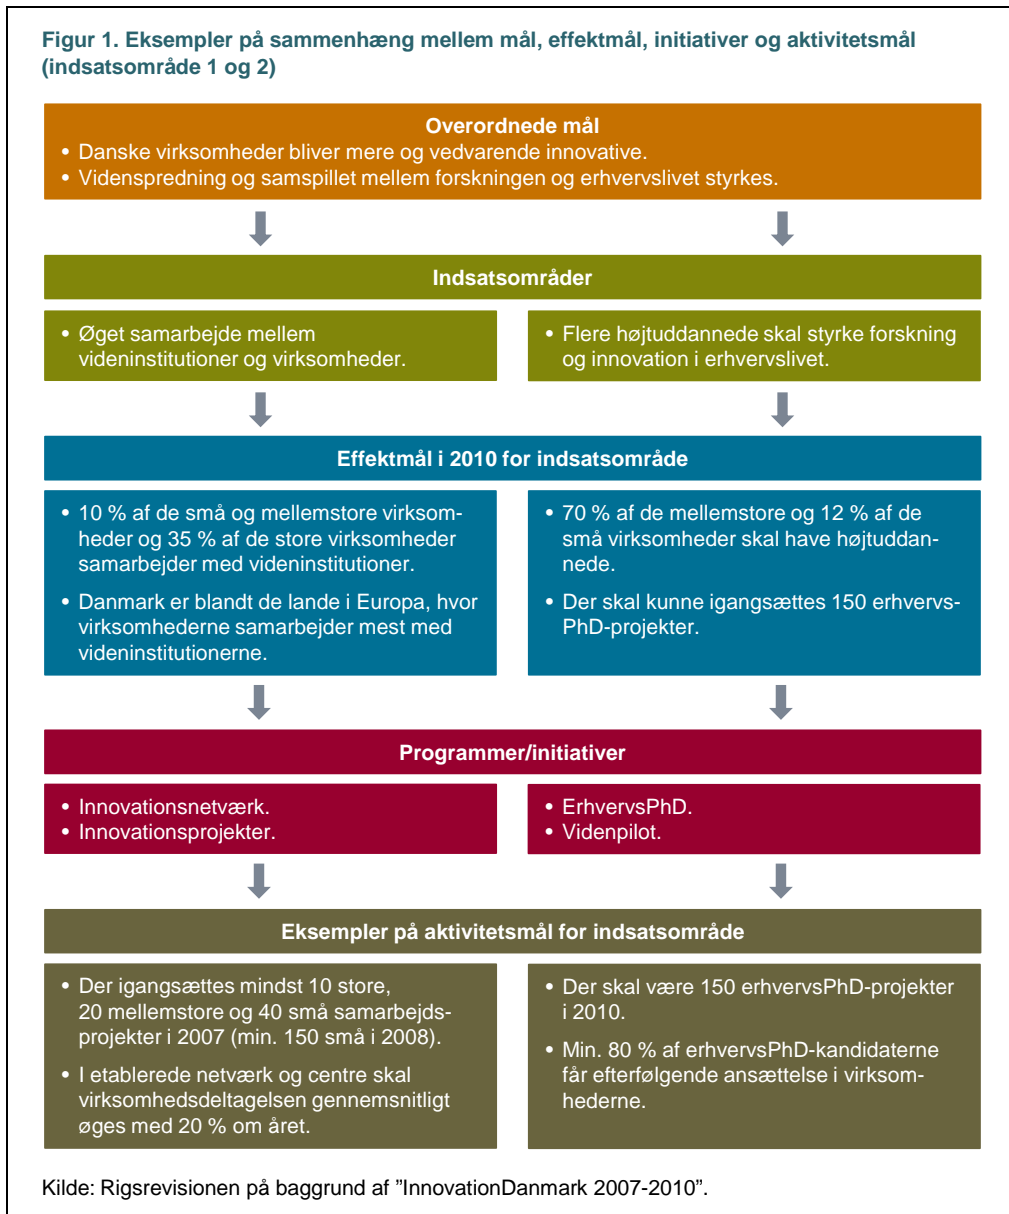 Figur 1. Eksempler på sammenhæng mellem mål, effektmål, initiativer og aktivitetsmål
(indsatsområde 1 og 2)
Overordnede mål
• Danske virksomheder bliver mere og vedvarende innovative.
• Videnspredning og samspillet mellem forskningen og erhvervslivet styrkes.
Indsatsområder
• Øget samarbejde mellem
videninstitutioner og virksomheder.
• Flere højtuddannede skal styrke forskning
og innovation i erhvervslivet.
Effektmål i 2010 for indsatsområde
• 10 % af de små og mellemstore virksom-
heder og 35 % af de store virksomheder
samarbejder med videninstitutioner.
• Danmark er blandt de lande i Europa, hvor
virksomhederne samarbejder mest med
videninstitutionerne.
• 70 % af de mellemstore og 12 % af de
små virksomheder skal have højtuddan-
nede.
• Der skal kunne igangsættes 150 erhvervs-
PhD-projekter.
Programmer/initiativer
• Innovationsnetværk.
• Innovationsprojekter.
• ErhvervsPhD.
• Videnpilot.
Eksempler på aktivitetsmål for indsatsområde
• Der igangsættes mindst 10 store,
20 mellemstore og 40 små samarbejds-
projekter i 2007 (min. 150 små i 2008).
• I etablerede netværk og centre skal
virksomhedsdeltagelsen gennemsnitligt
øges med 20 % om året.
• Der skal være 150 erhvervsPhD-projekter
i 2010.
• Min. 80 % af erhvervsPhD-kandidaterne
får efterfølgende ansættelse i virksom-
hederne.
Kilde: Rigsrevisionen på baggrund af ”InnovationDanmark 2007-2010”.